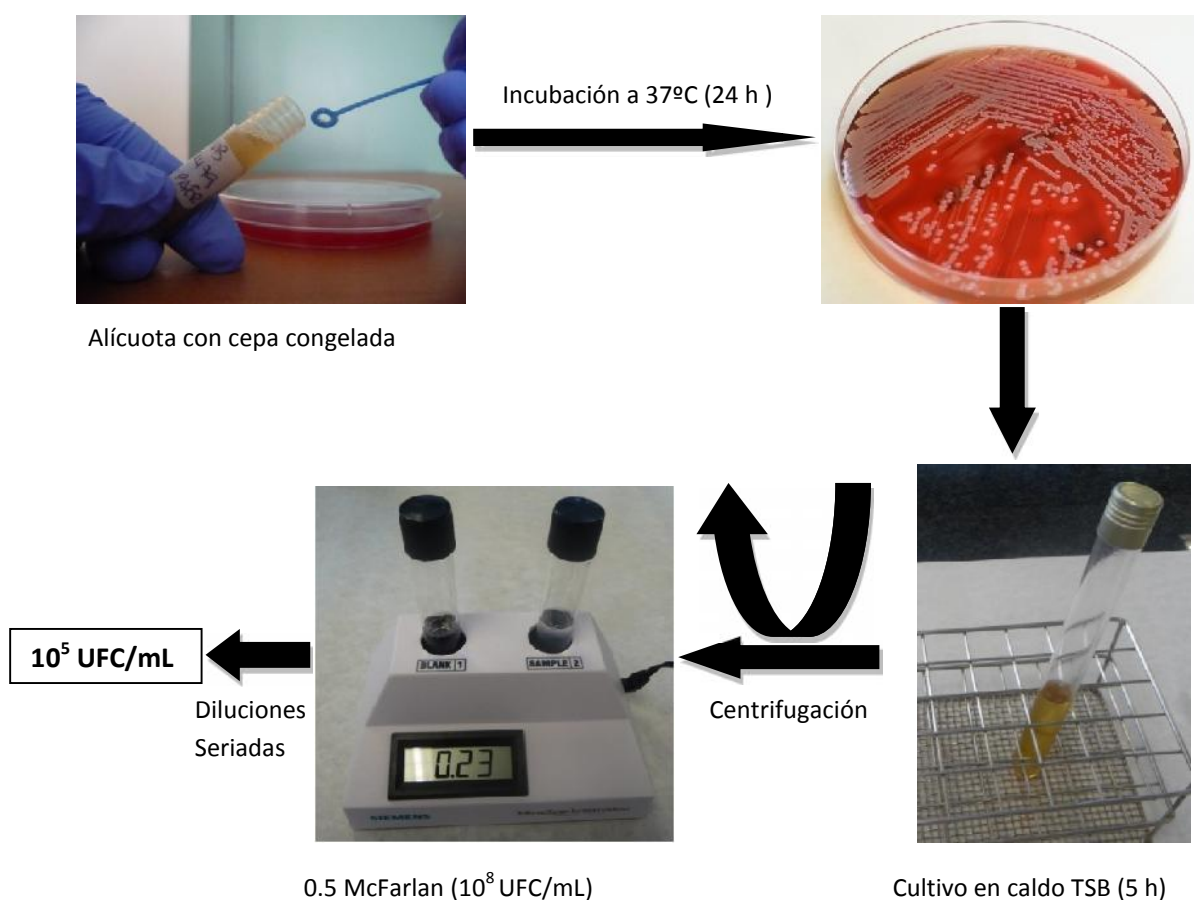 Incubación a 37ºC (24 h )
Alícuota con cepa congelada
BLANK 1
SAMPLE 2
10⁵ UFC/mL
Diluciones
Seriadas
Centrifugación
0.23
SIEMENS
0.5 McFarlan (10⁸ UFC/mL)
Cultivo en caldo TSB (5 h)